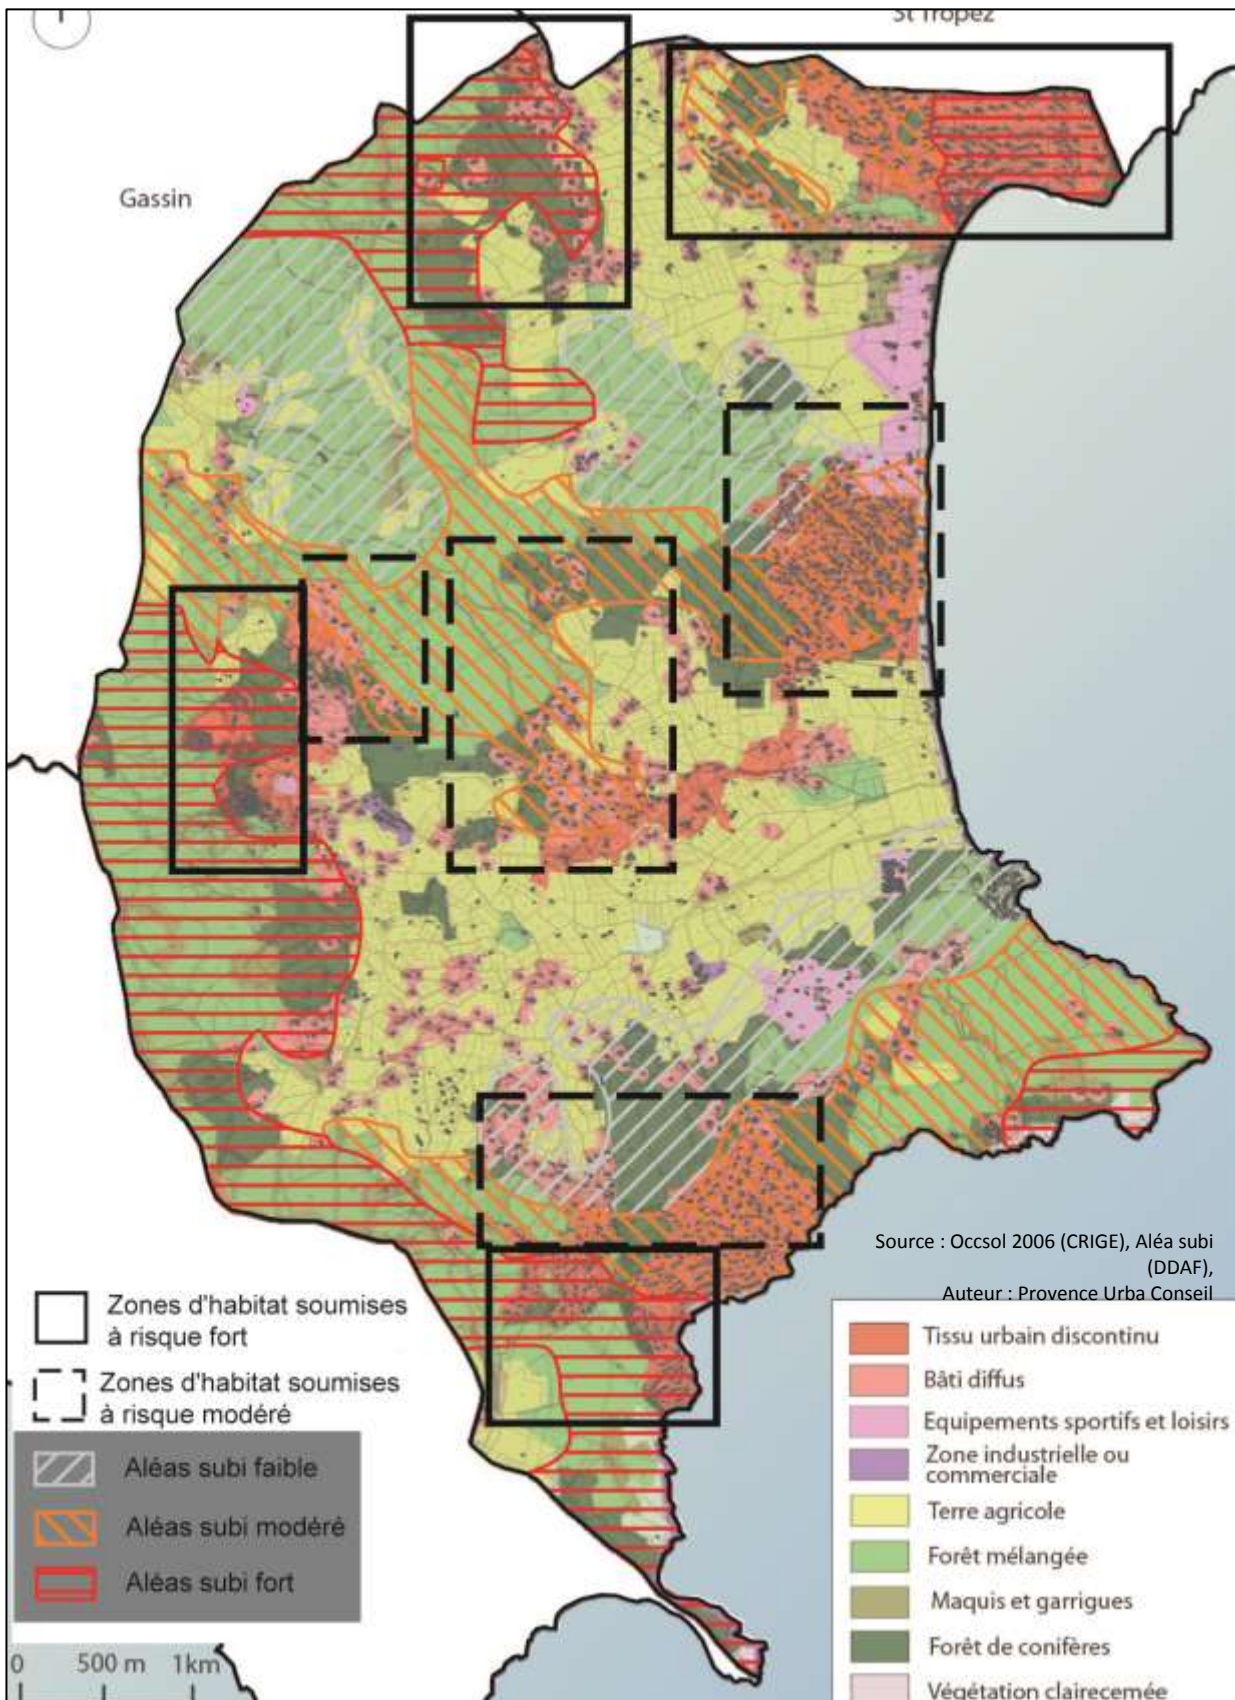 St Tropez
Gassin
Source : Occsol 2006 (CRIGE), Aléa subi
(DDAF),
Auteur : Provence Urba Conseil
Zones d'habitat soumises
à risque fort
Zones d'habitat soumises
à risque modéré
Aléas subi faible
Aléas subi modéré
Aléas subi fort
0 500 m 1km
Tissu urbain discontinu
Bâti diffus
Equipements sportifs et loisirs
Zone industrielle ou
commerciale
Terre agricole
Forêt mélangée
Maquis et garrigues
Forêt de conifères
Végétation clairecemée